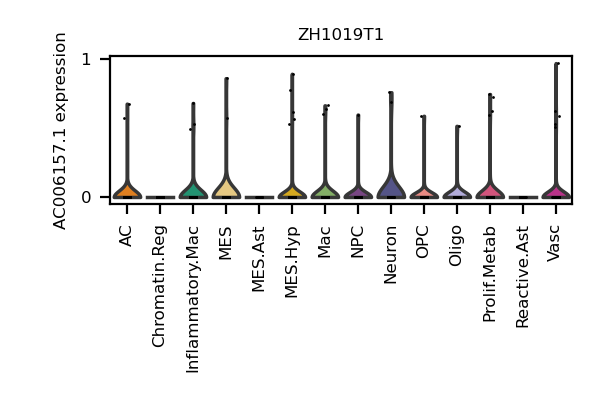 ZH1019T1
AC006157.1 expression
1
0
AC
Chromatin.Reg
Inflammatory.Mac
MES
MES.Ast
MES.Hyp
Mac
NPC
Neuron
OPC
Oligo
Prolif.Metab
Reactive.Ast
Vasc